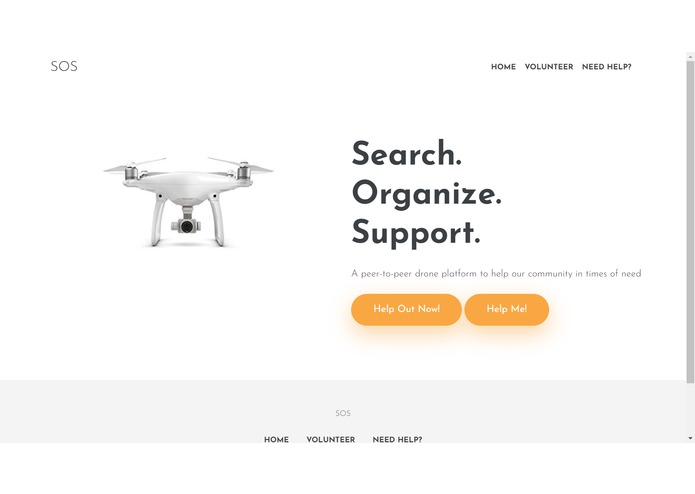 SOS
HOME VOLUNTEER NEED HELP?
Search.
Organize.
Support.
A peer-to-peer drone platform to help our community in times of need
Help Out Now! Help Me!
SOS
HOME VOLUNTEER NEED HELP?